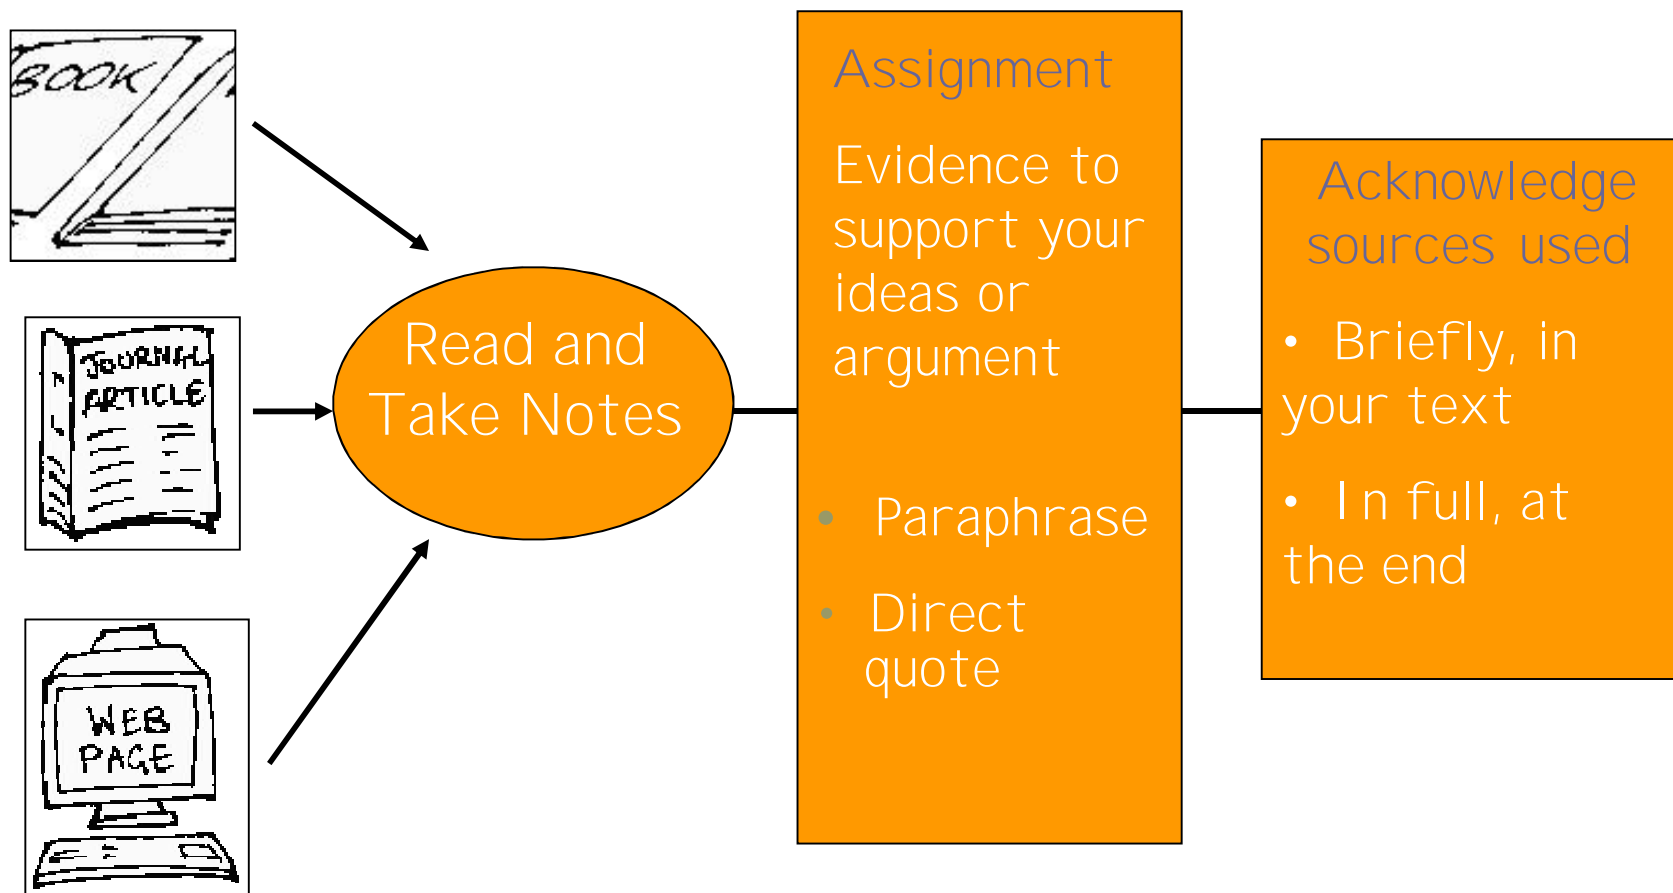 BOOK
JOURNAL
ARTICLE
WEB
PAGE
Read and
Take Notes
Assignment
Evidence to
support your
ideas or
argument
• Paraphrase
• Direct
quote
Acknowledge
sources used
• Briefly, in
your text
• In full, at
the end